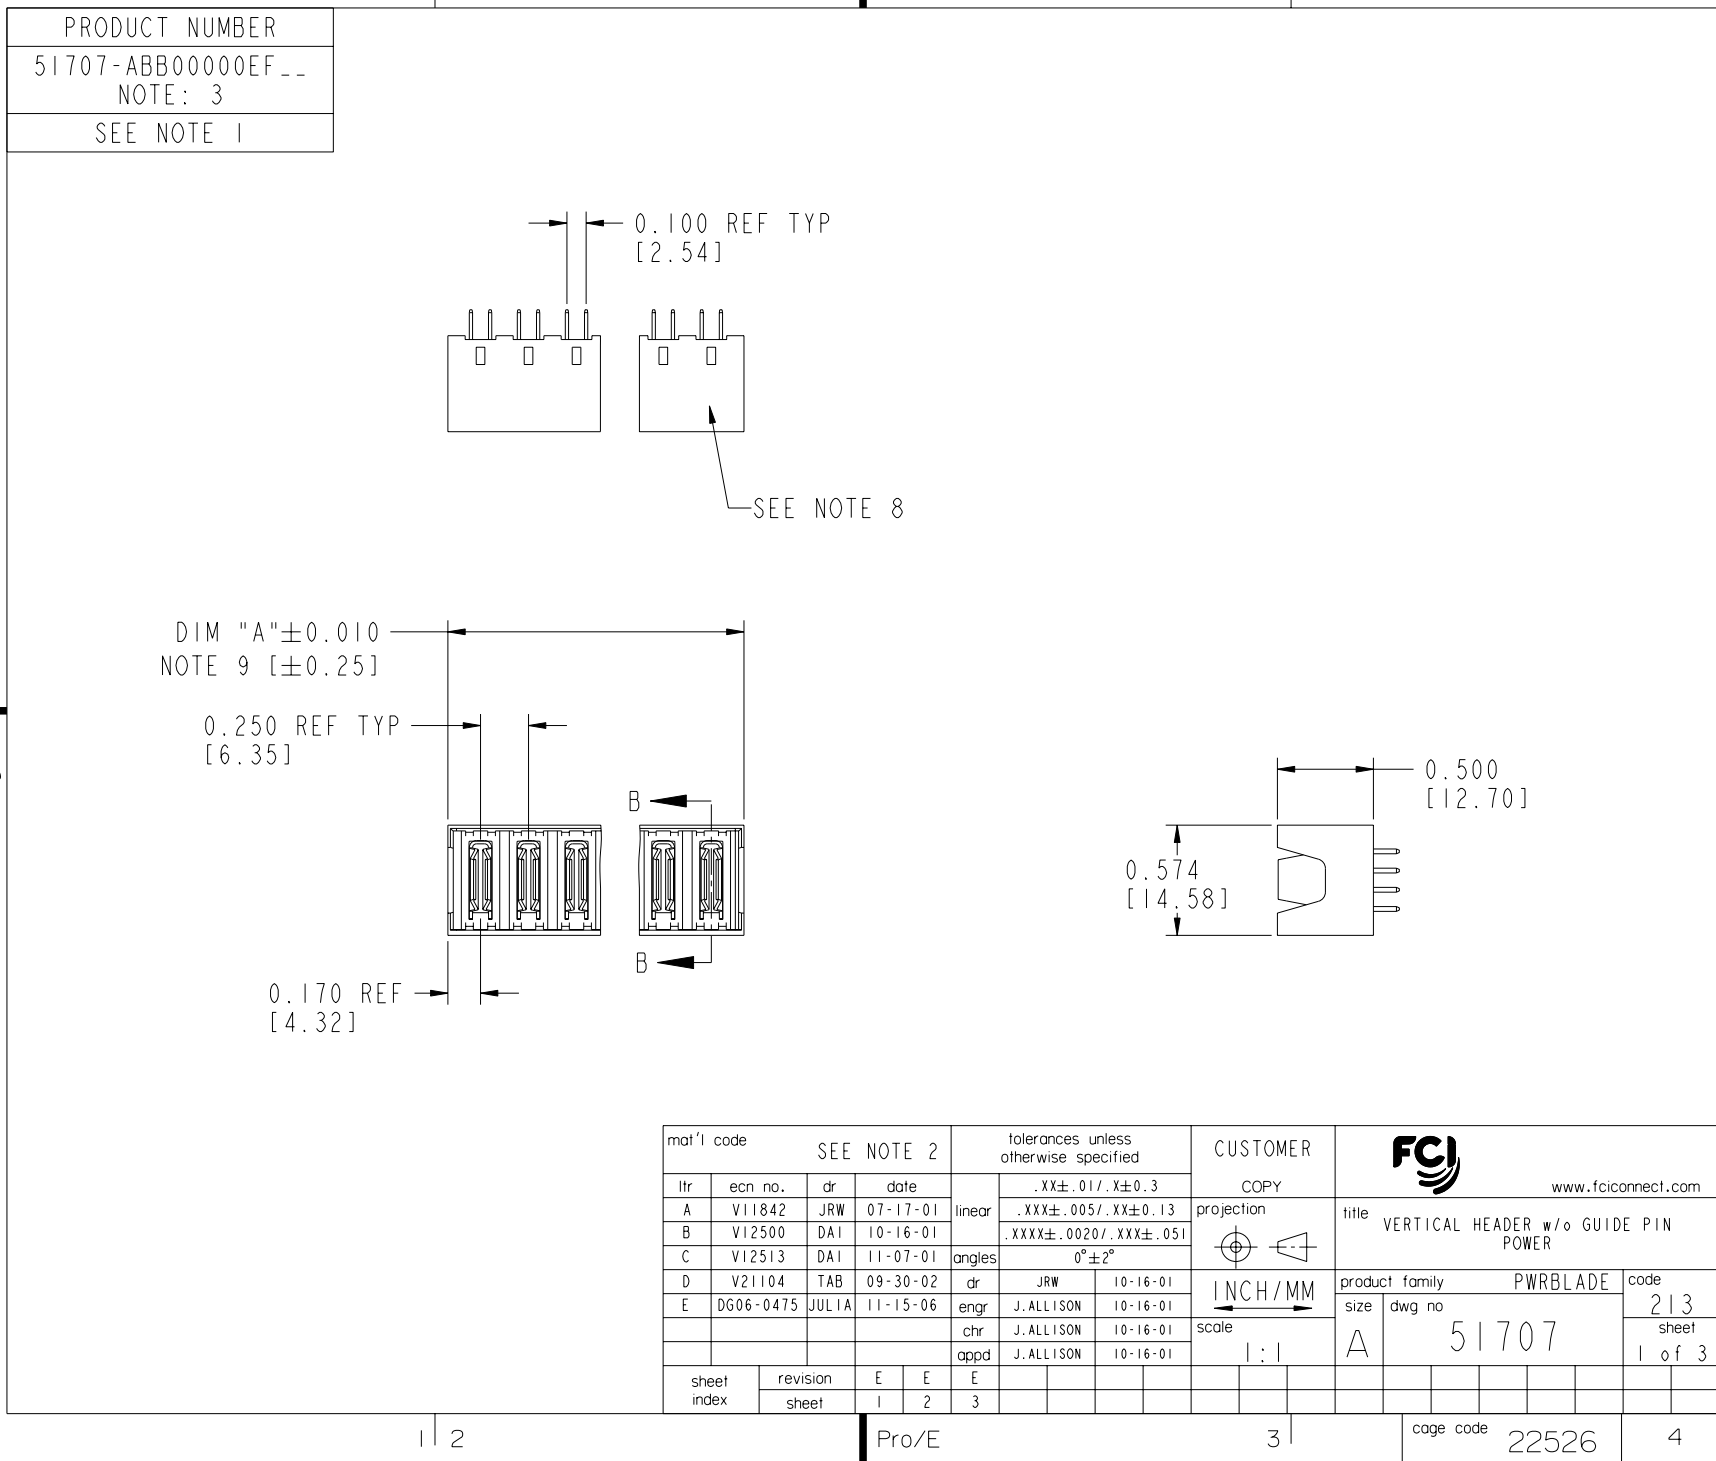 PRODUCT NUMBER
51707-ABB00000EF__
NOTE: 3
SEE NOTE 1
0.100 REF TYP
[2.54]
SEE NOTE 8
DIM "A"±0.010
NOTE 9 [±0.25]
0.250 REF TYP
[6.35]
B
B
0.170 REF
[4.32]
0.500
[12.70]
0.574
[14.58]
mat'l code SEE NOTE 2
tolerances unless
otherwise specified
CUSTOMER
COPY
FCI
www.fciconnect.com
ltr ecn no. dr date
A V11842 JRW 07-17-01
B V12500 DAI 10-16-01
C V12513 DAI 11-07-01
D V21104 TAB 09-30-02
E DG06-0475 JULIA 11-15-06
linear .XX±.01/.X±0.3
.XXX±.005/.XX±0.13
.XXXX±.0020/.XXX±.051
angles 0°±2°
dr JRW 10-16-01
engr J.ALLISON 10-16-01
chr J.ALLISON 10-16-01
appd J.ALLISON 10-16-01
projection
INCH/MM
scale
1:1
title VERTICAL HEADER w/o GUIDE PIN
POWER
product family PWRBLADE
code
213
size
A
dwg no
51707
sheet
1 of 3
sheet
index
revision E E E
sheet 1 2 3
1 2 Pro/E 3 cage code 22526 4